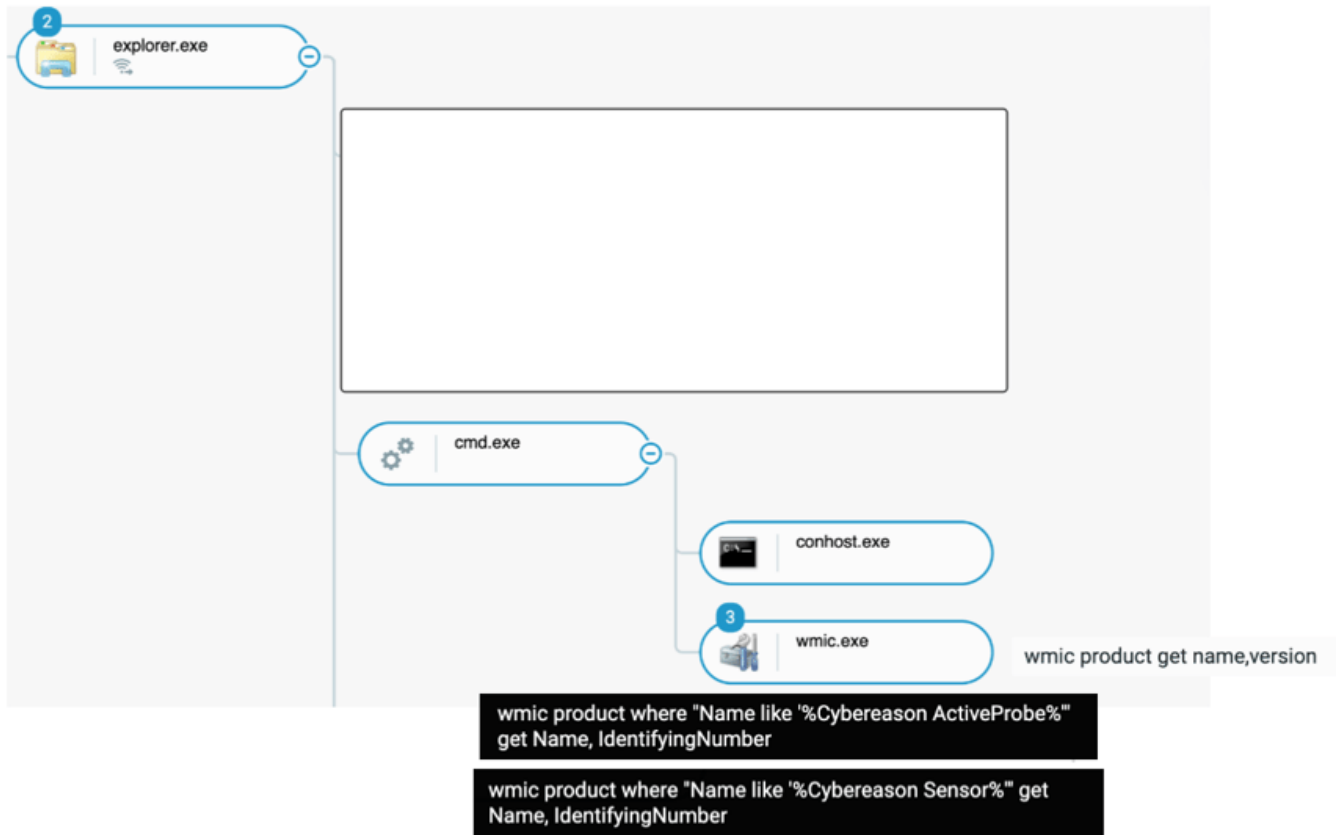 2
explorer.exe
cmd.exe
conhost.exe
3
wmic.exe
wmic product get name,version
wmic product where "Name like '%Cybereason ActiveProbe%'"
get Name, IdentifyingNumber
wmic product where "Name like '%Cybereason Sensor%'" get
Name, IdentifyingNumber